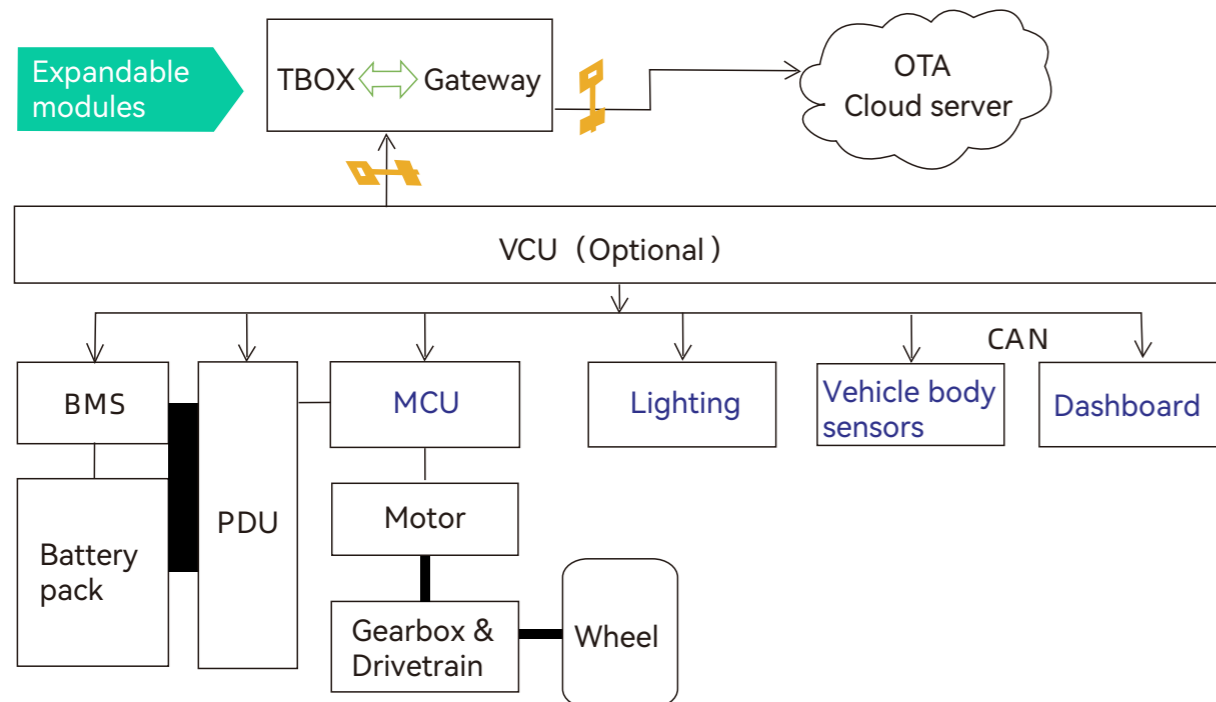 Expandable
modules
TBOX
Gateway
OTA
Cloud server
VCU（Optional）
CAN
BMS
PDU
MCU
Lighting
Vehicle body
sensors
Dashboard
Battery
pack
Motor
Gearbox &
Drivetrain
Wheel